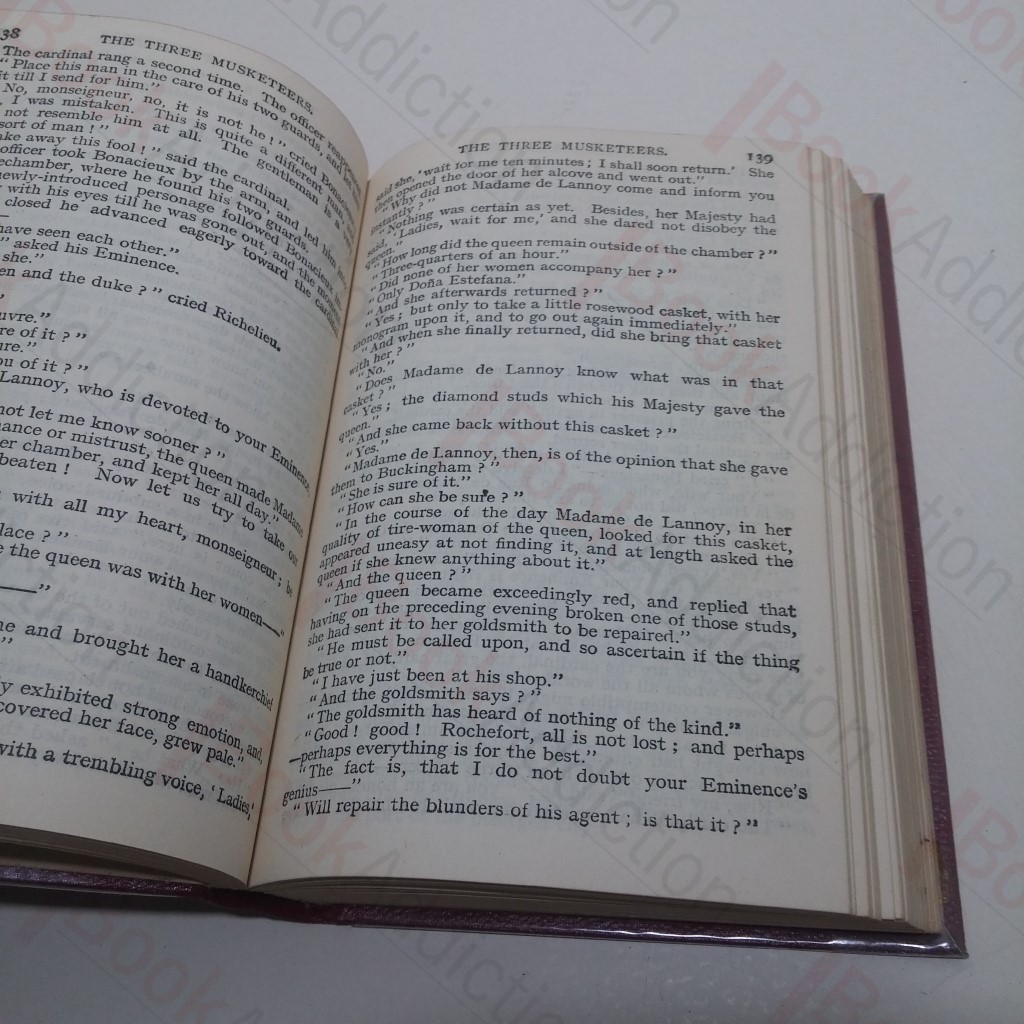 38
THE THREE MUSKETEERS.
The cardinal rang a second time. The officer
"Place this man in the care of his two guards, and
it till I send for him."
No, monseigneur, no, it is not he!" cried Bonacieux
I was mistaken. This is quite a different man,
not resemble him at all. The gentleman is a
sort of man!"
ake away this fool!" said the cardinal.
officer took Bonacieux by the arm, and led him
echamber, where he found his two guards.
newly-introduced personage followed Bonacieux
with his eyes till he was gone out, and the moment
closed he advanced eagerly toward the cardinal
have seen each other."
" asked his Eminence.
she."
en and the duke?" cried Richelieu.
uvre."
re of it?"
ure."
ou of it?"
Lannoy, who is devoted to your Eminence
not let me know sooner?"
ance or mistrust, the queen made Madame
er chamber, and kept her all day."
beaten! Now let us try to take our
with all my heart, monseigneur; be
lace?"
e the queen was with her women——"
——"
ne and brought her a handkerchief
"
ly exhibited strong emotion, and,
covered her face, grew pale."
with a trembling voice, 'Ladies,'
THE THREE MUSKETEERS. 139
said she, 'wait for me ten minutes; I shall soon return.' She
then opened the door of her alcove and went out."
"Why did not Madame de Lannoy come and inform you
instantly?"
"Nothing was certain as yet. Besides, her Majesty had
said, 'Ladies, wait for me,' and she dared not disobey the
queen."
"How long did the queen remain outside of the chamber?"
"Three-quarters of an hour."
"Did none of her women accompany her?"
"Only Doña Estefana."
"And she afterwards returned?"
"Yes; but only to take a little rosewood casket, with her
monogram upon it, and to go out again immediately."
"And when she finally returned, did she bring that casket
with her?"
"No."
"Does Madame de Lannoy know what was in that
casket?"
"Yes; the diamond studs which his Majesty gave the
queen."
"And she came back without this casket?"
"Yes."
"Madame de Lannoy, then, is of the opinion that she gave
them to Buckingham?"
"She is sure of it."
"How can she be sure?"
"In the course of the day Madame de Lannoy, in her
quality of tire-woman of the queen, looked for this casket,
appeared uneasy at not finding it, and at length asked the
queen if she knew anything about it."
"And the queen?"
"The queen became exceedingly red, and replied that
having on the preceding evening broken one of those studs,
she had sent it to her goldsmith to be repaired."
"He must be called upon, and so ascertain if the thing
be true or not."
"I have just been at his shop."
"And the goldsmith says?"
"The goldsmith has heard of nothing of the kind."
"Good! good! Rochefort, all is not lost; and perhaps
—perhaps everything is for the best."
"The fact is, that I do not doubt your Eminence's
genius——"
"Will repair the blunders of his agent; is that it?"